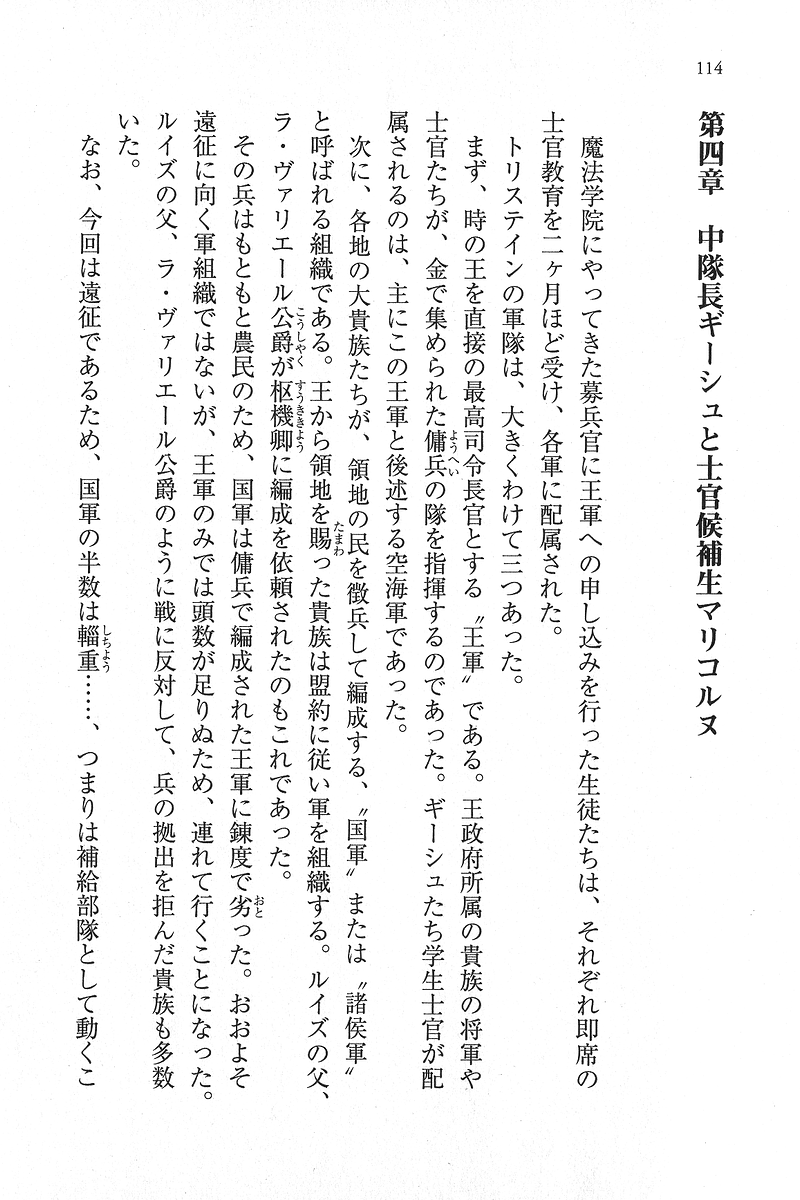 114
第四章　中隊長ギーシュと士官候補生マリコルヌ
　魔法学院にやってきた募兵官に王軍への申し込みを行った生徒たちは、それぞれ即席の
士官教育を二ヶ月ほど受け、各軍に配属された。
　トリステインの軍隊は、大きくわけて三つあった。
　まず、時の王を直接の最高司令長官とする〝王軍〟である。王政府所属の貴族の将軍や
士官たちが、金で集められた傭兵の隊を指揮するのであった。ギーシュたち学生士官が配
属されるのは、主にこの王軍と後述する空海軍であった。
　次に、各地の大貴族たちが、領地の民を徴兵して編成する、〝国軍〟または〝諸侯軍〟
と呼ばれる組織である。王から領地を賜った貴族は盟約に従い軍を組織する。ルイズの父、
ラ・ヴァリエール公爵が枢機卿に編成を依頼されたのもこれであった。
　その兵はもともと農民のため、国軍は傭兵で編成された王軍に錬度で劣った。おおよそ
遠征に向く軍組織ではないが、王軍のみでは頭数が足りぬため、連れて行くことになった。
ルイズの父、ラ・ヴァリエール公爵のように戦に反対して、兵の拠出を拒んだ貴族も多数
いた。
　なお、今回は遠征であるため、国軍の半数は輜重……、つまりは補給部隊として動くこ